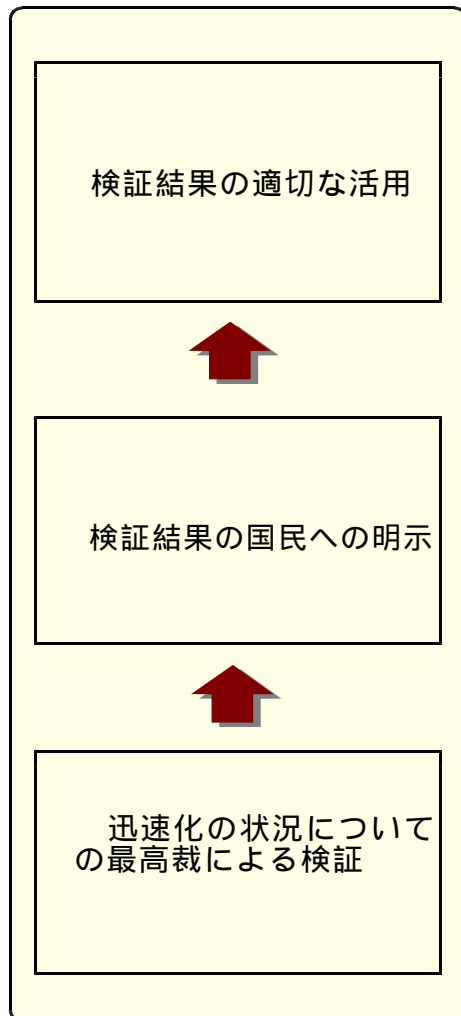 検証結果の適切な活用
検証結果の国民への明示
迅速化の状況について
の最高裁による検証